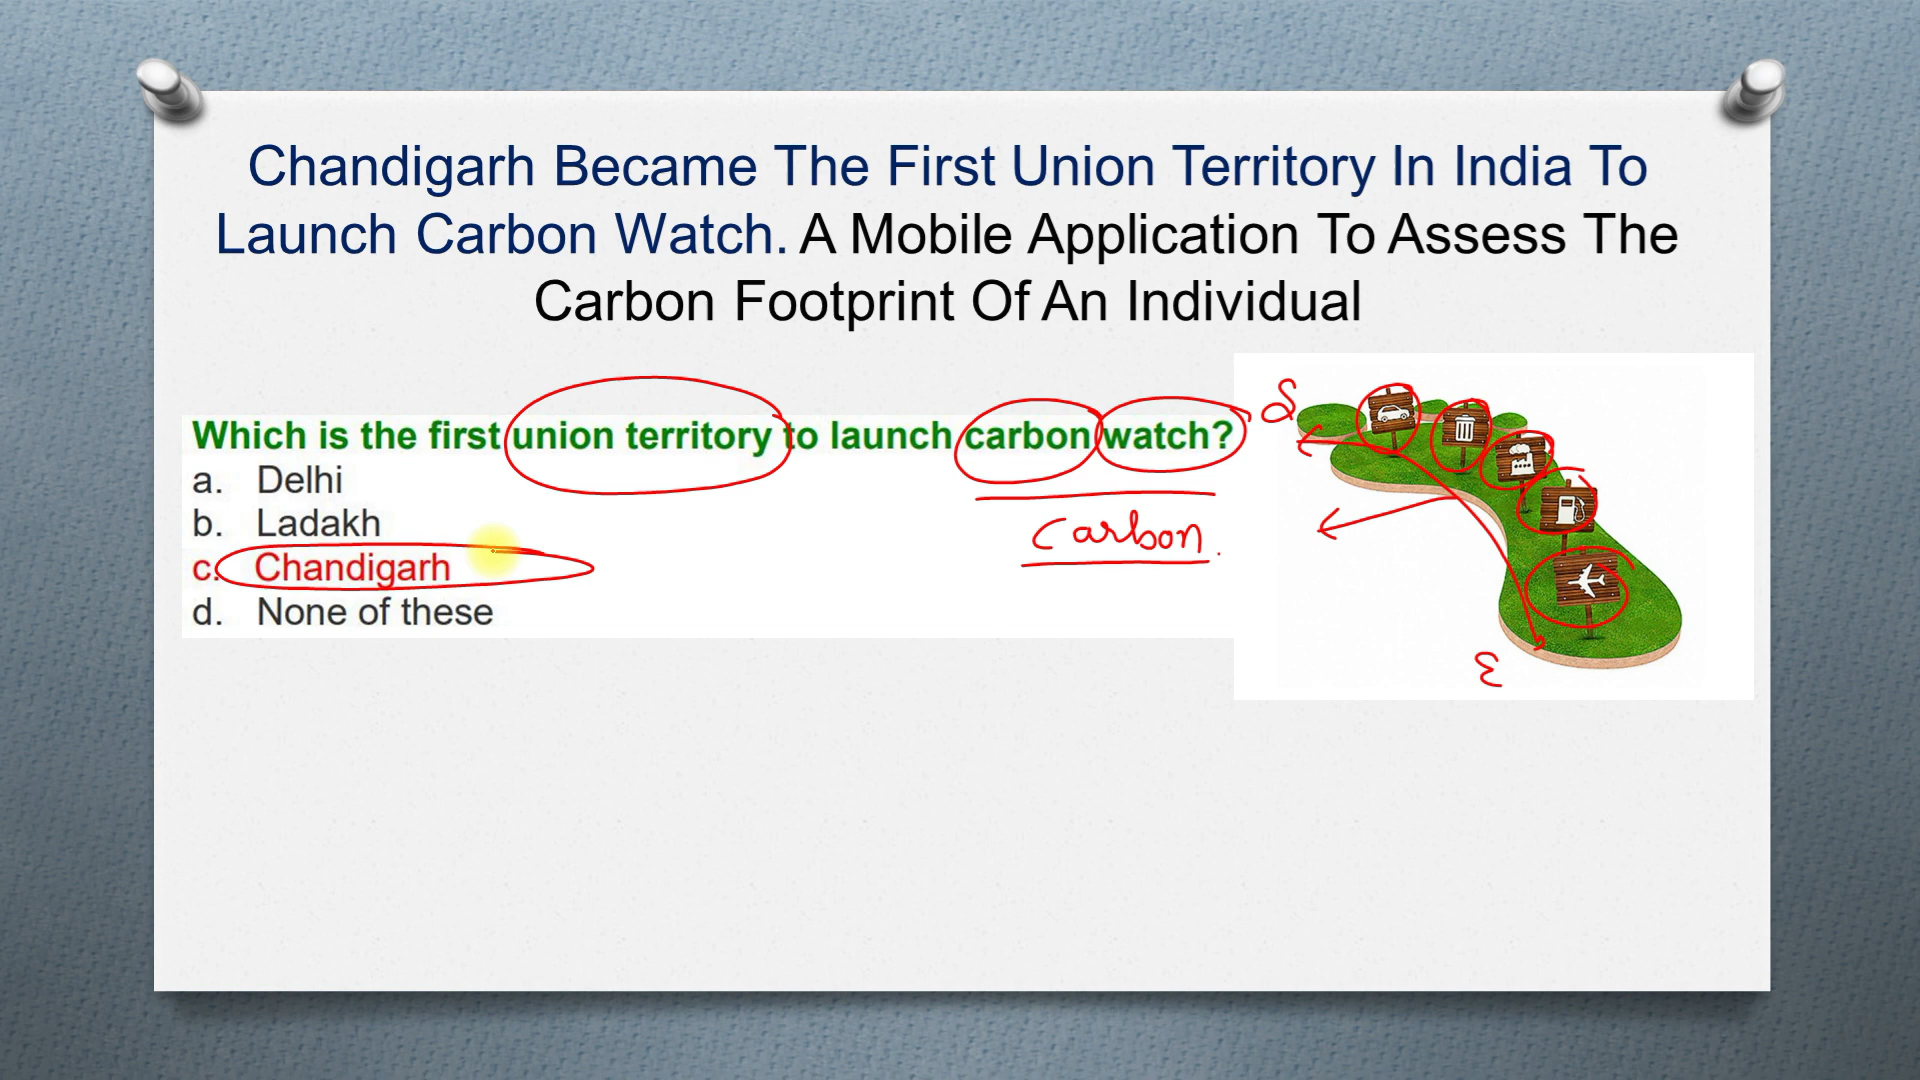 Chandigarh Became The First Union Territory In India To
Launch Carbon Watch. A Mobile Application To Assess The
Carbon Footprint Of An Individual
Which is the first union territory to launch carbon watch?
a. Delhi
b. Ladakh
c. Chandigarh
d. None of these
Carbon.